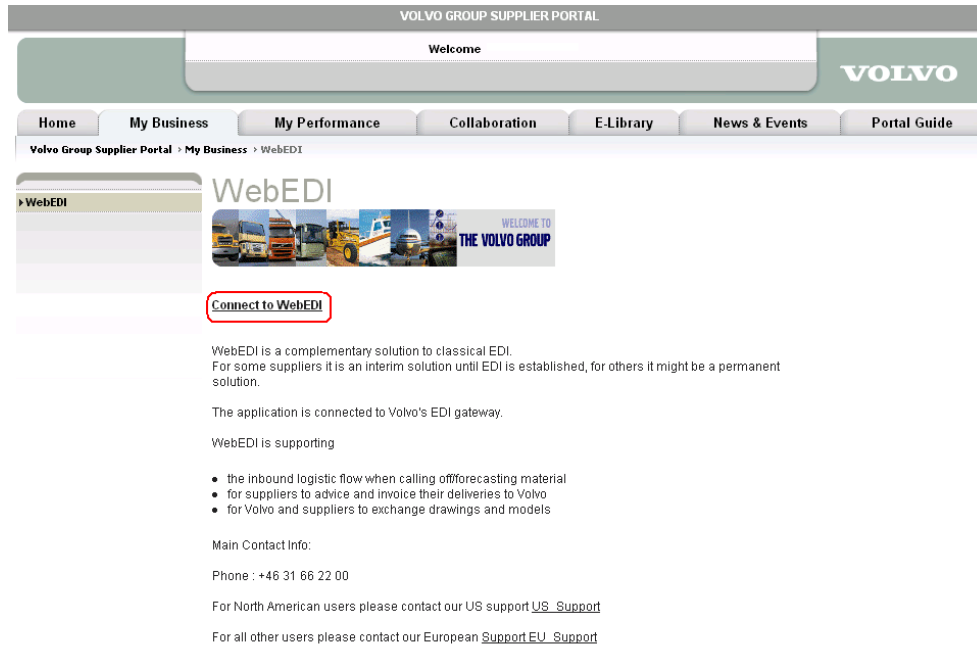 VOLVO GROUP SUPPLIER PORTAL
Welcome
VOLVO
Home My Business My Performance Collaboration E-Library News & Events Portal Guide
Volvo Group Supplier Portal › My Business › WebEDI
WebEDI
WebEDI
WELCOME TO
THE VOLVO GROUP
Connect to WebEDI
WebEDI is a complementary solution to classical EDI.
For some suppliers it is an interim solution until EDI is established, for others it might be a permanent
solution.
The application is connected to Volvo's EDI gateway.
WebEDI is supporting
● the inbound logistic flow when calling off/forecasting material
● for suppliers to advice and invoice their deliveries to Volvo
● for Volvo and suppliers to exchange drawings and models
Main Contact Info:
Phone : +46 31 66 22 00
For North American users please contact our US support US_Support
For all other users please contact our European Support EU_Support